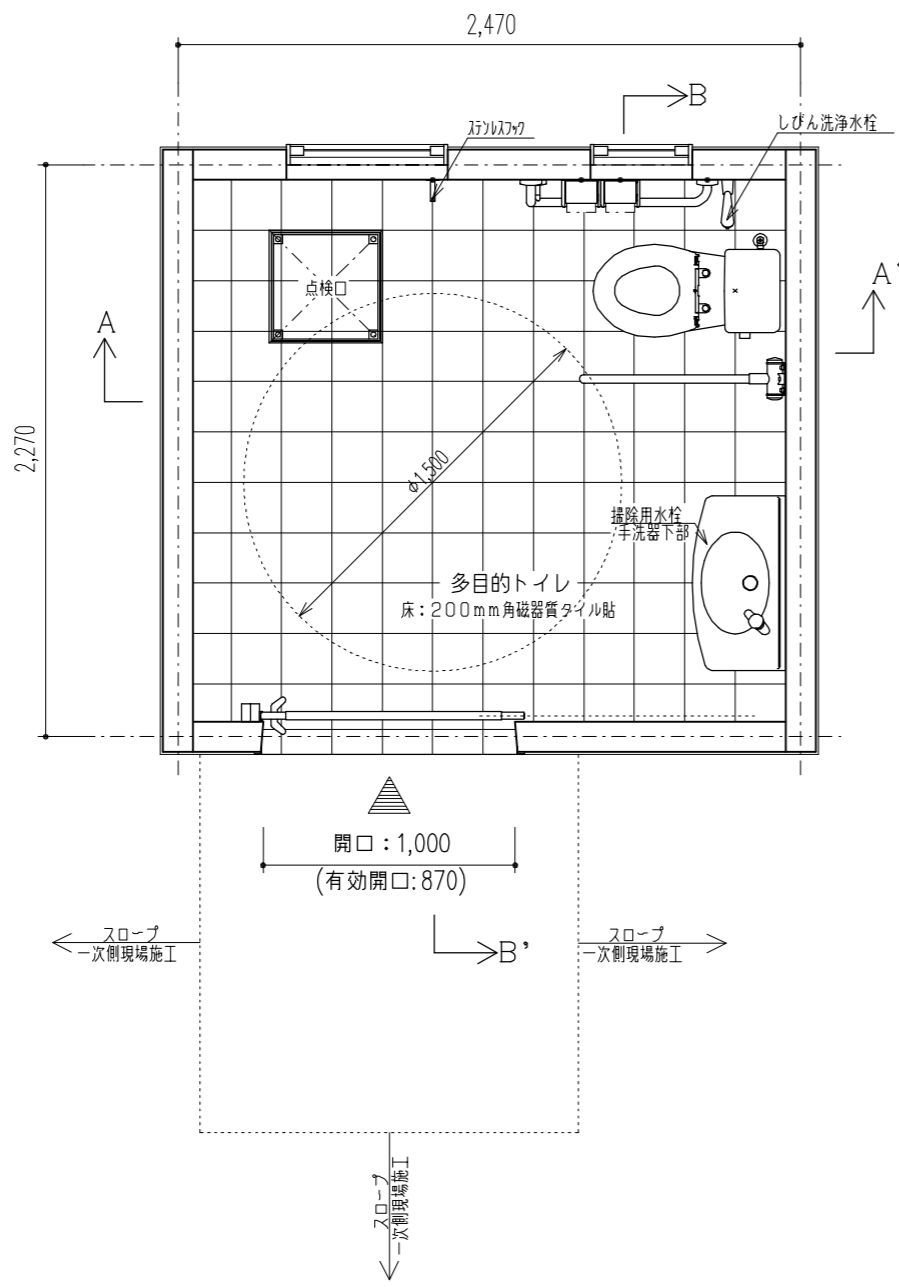 2,470
B
ステンレスフック
しびん洗浄水栓
A'
点検口
A
2,270
φ1,500
掃除用水栓
手洗器下部
多目的トイレ
床：200mm角磁器質タイル貼
開口：1,000
(有効開口:870)
スロープ
一次側現場施工
B'
スロープ
一次側現場施工
スロープ
一次側現場施工